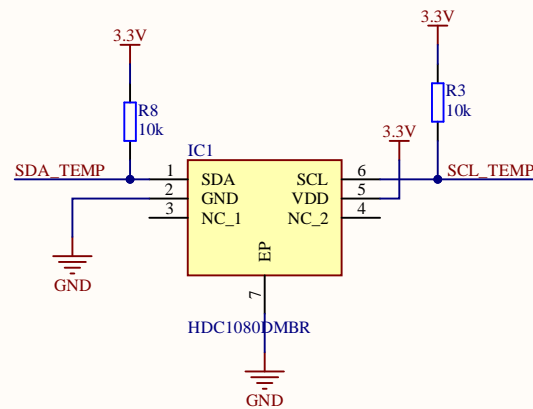 3.3V
3.3V
R8
10k
R3
10k
3.3V
IC1
SDA_TEMP
1
SDA
SCL
6
SCL_TEMP
2
GND
VDD
5
3
NC_1
NC_2
4
EP
GND
7
HDC1080DMBR
GND